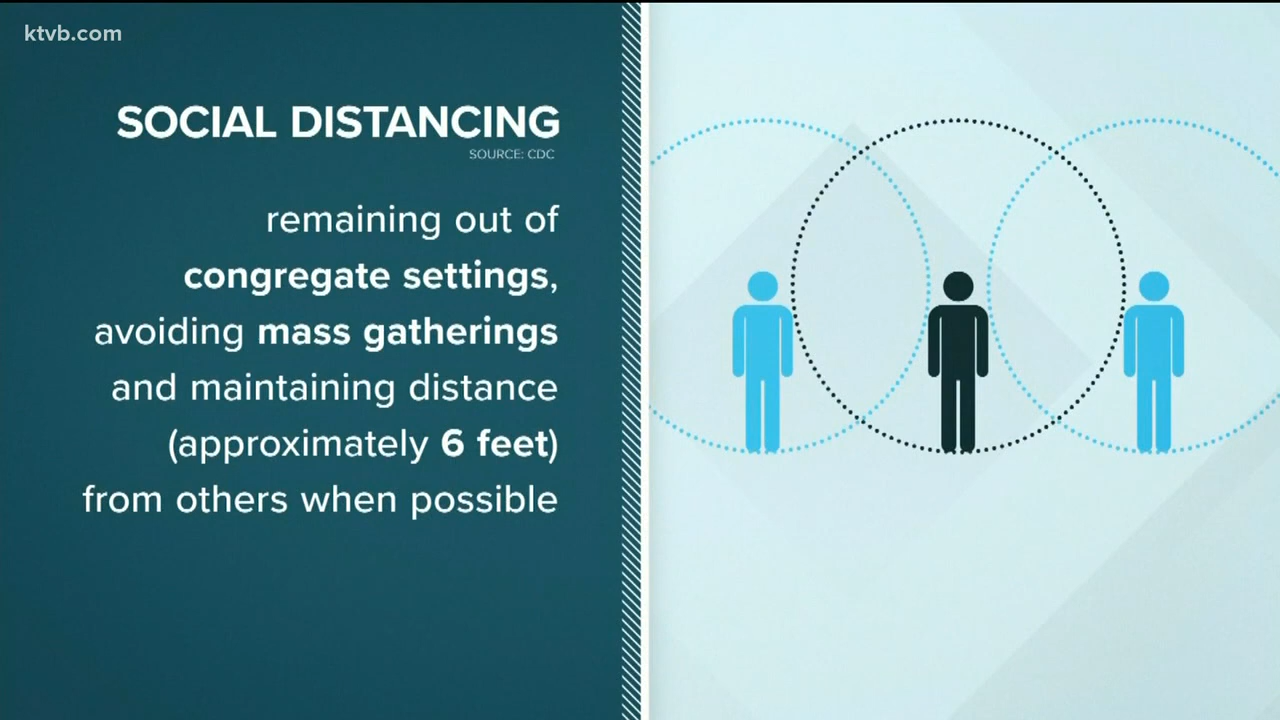 ktvb.com
SOCIAL DISTANCING
SOURCE: CDC
remaining out of
congregate settings,
avoiding mass gatherings
and maintaining distance
(approximately 6 feet)
from others when possible